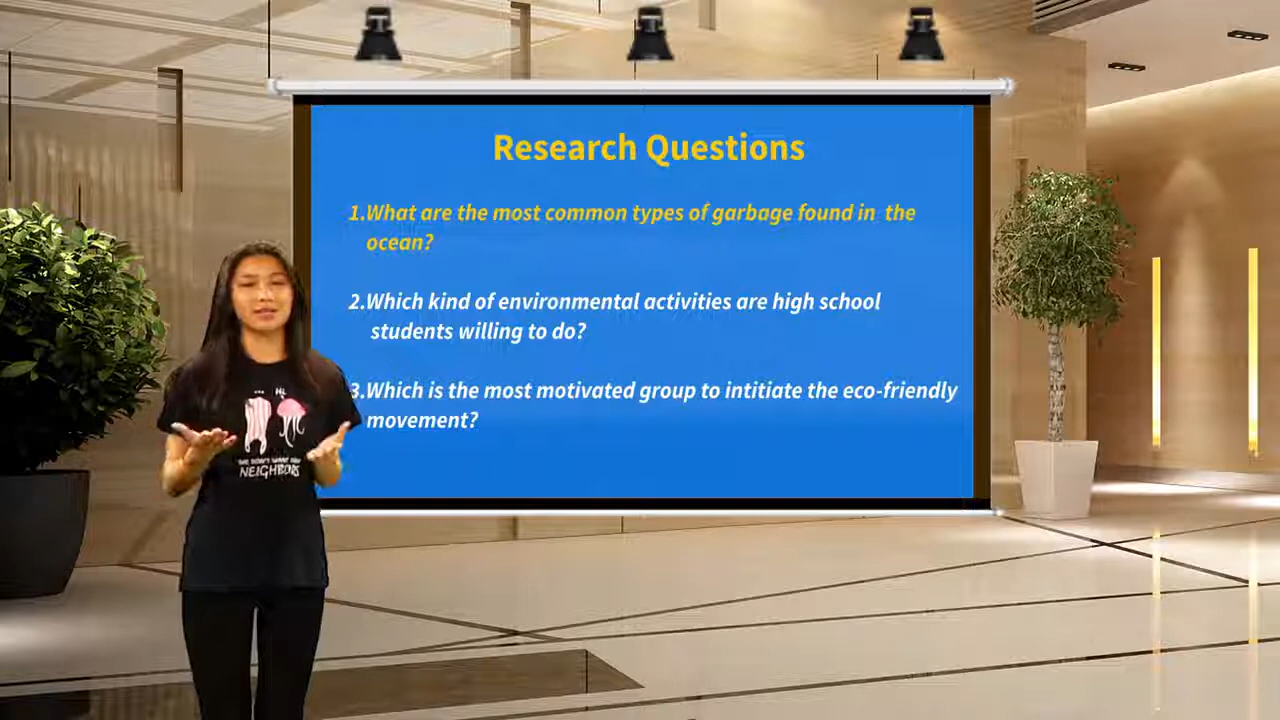 Research Questions
1.What are the most common types of garbage found in the
ocean?
2.Which kind of environmental activities are high school
students willing to do?
3.Which is the most motivated group to intitiate the eco-friendly
movement?
NEIGHBORS